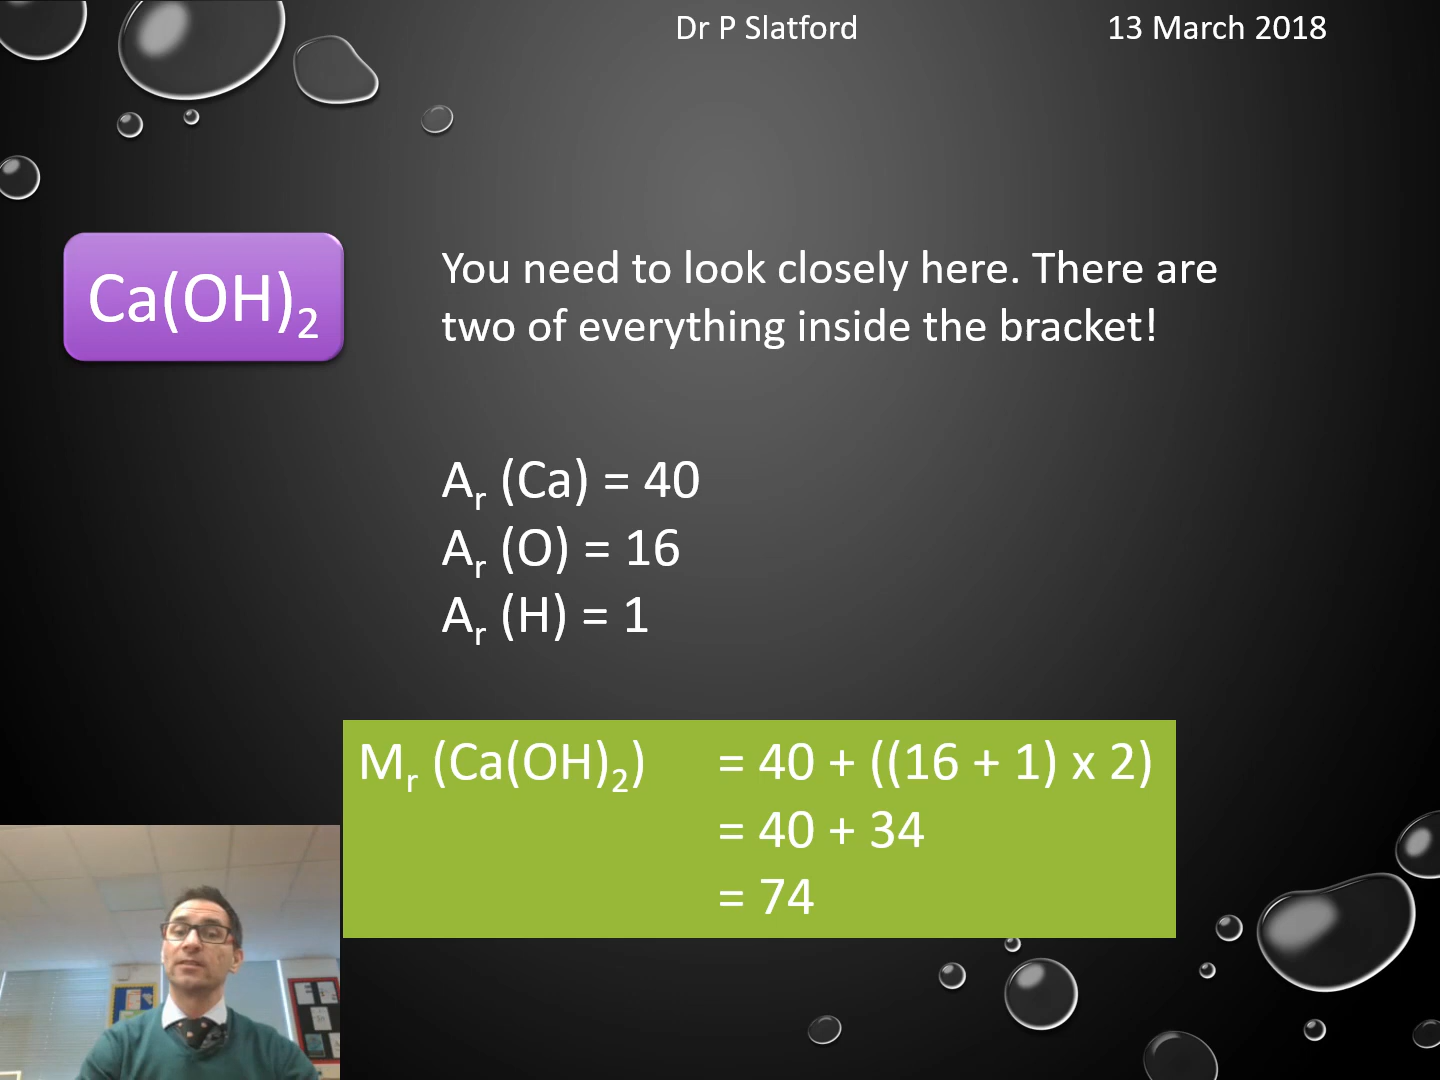 Dr P Slatford 13 March 2018
Ca(OH)₂
You need to look closely here. There are
two of everything inside the bracket!
Aᵣ (Ca) = 40
Aᵣ (O) = 16
Aᵣ (H) = 1
Mᵣ (Ca(OH)₂) = 40 + ((16 + 1) x 2)
= 40 + 34
= 74